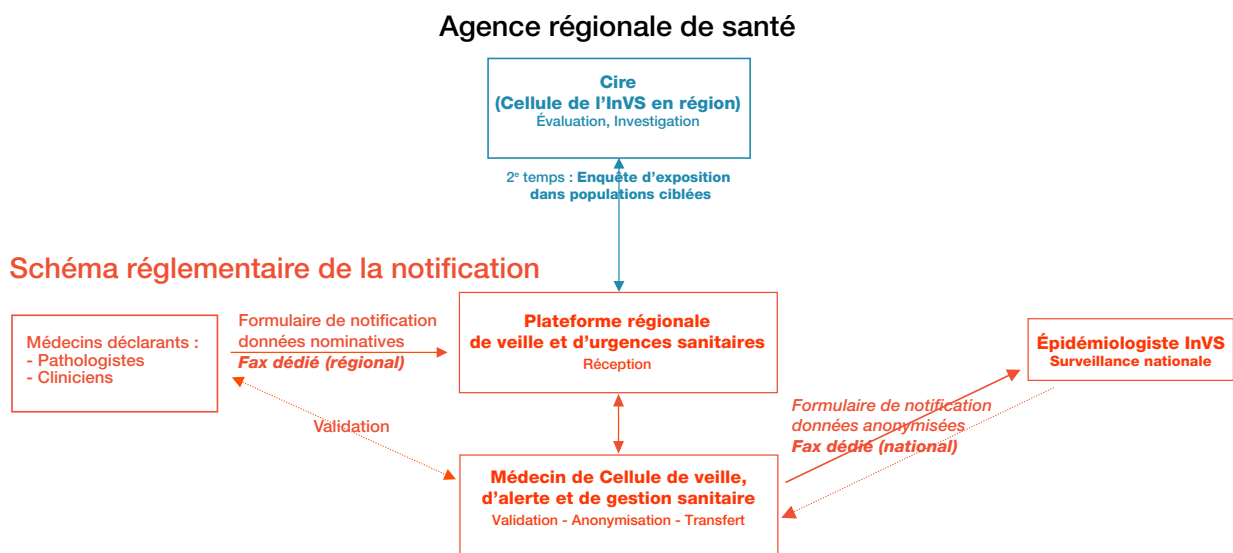 Agence régionale de santé
Cire
(Cellule de l’InVS en région)
Évaluation, Investigation
2e temps : Enquête d’exposition
dans populations ciblées
Schéma réglementaire de la notification
Médecins déclarants :
- Pathologistes
- Cliniciens
Formulaire de notification
données nominatives
Fax dédié (régional)
Plateforme régionale
de veille et d’urgences sanitaires
Réception
Épidémiologiste InVS
Surveillance nationale
Validation
Formulaire de notification
données anonymisées
Fax dédié (national)
Médecin de Cellule de veille,
d’alerte et de gestion sanitaire
Validation - Anonymisation - Transfert